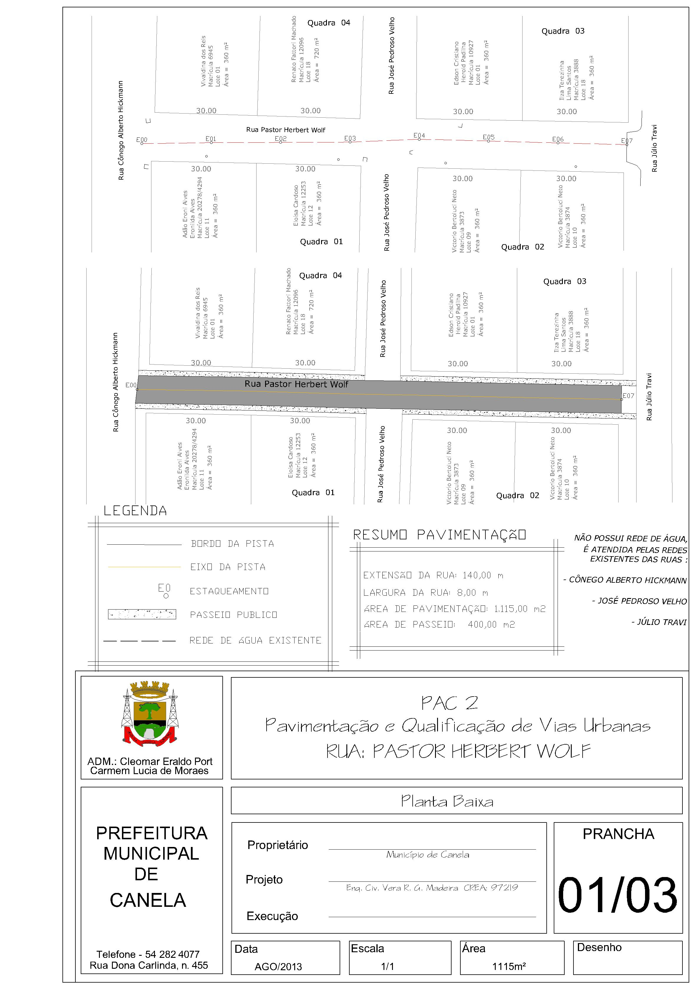 Quadra 04
Quadra 03
Vivaldina dos Reis
Matrícula 6945
Lote 01
Área = 360 m²
Renato Fattori Machado
Matrícula 12096
Lote 18
Área = 720 m²
Rua José Pedroso Velho
Edson Cristiano
Herold Padilha
Matrícula 10927
Lote 01
Área = 360 m²
Ilza Terezinha
Lima Santos
Matrícula 3888
Lote 18
Área = 360 m²
Rua Cônego Alberto Hickmann
30.00
30.00
30.00
30.00
Rua Pastor Herbert Wolf
E00
E01
E02
E03
E04
E05
E06
E07
Rua Júlio Travi
30.00
30.00
30.00
30.00
Adão Eroni Alves
Eronilda Alves
Matrícula 20278/4294
Lote 11
Área = 360 m²
Eloisa Cardoso
Matrícula 12253
Lote 12
Área = 360 m²
Rua José Pedroso Velho
Victorio Bertoluci Neto
Matrícula 3873
Lote 09
Área = 360 m²
Victorio Bertoluci Neto
Matrícula 3874
Lote 10
Área = 360 m²
Quadra 01
Quadra 02
Quadra 04
Quadra 03
Vivaldina dos Reis
Matrícula 6945
Lote 01
Área = 360 m²
Renato Fattori Machado
Matrícula 12096
Lote 18
Área = 720 m²
Rua José Pedroso Velho
Edson Cristiano
Herold Padilha
Matrícula 10927
Lote 01
Área = 360 m²
Ilza Terezinha
Lima Santos
Matrícula 3888
Lote 18
Área = 360 m²
Rua Cônego Alberto Hickmann
30.00
30.00
30.00
30.00
E00
Rua Pastor Herbert Wolf
E07
Rua Júlio Travi
30.00
30.00
30.00
30.00
Adão Eroni Alves
Eronilda Alves
Matrícula 20278/4294
Lote 11
Área = 360 m²
Eloisa Cardoso
Matrícula 12253
Lote 12
Área = 360 m²
Rua José Pedroso Velho
Victorio Bertoluci Neto
Matrícula 3873
Lote 09
Área = 360 m²
Victorio Bertoluci Neto
Matrícula 3874
Lote 10
Área = 360 m²
Quadra 01
Quadra 02
LEGENDA
BORDO DA PISTA
EIXO DA PISTA
E0
ESTAQUEAMENTO
PASSEIO PUBLICO
REDE DE ÁGUA EXISTENTE
RESUMO PAVIMENTAÇÃO
EXTENSÃO DA RUA: 140,00 m
LARGURA DA RUA: 8,00 m
ÁREA DE PAVIMENTAÇÃO: 1.115,00 m2
ÁREA DE PASSEIO: 400,00 m2
NÃO POSSUI REDE DE ÁGUA,
É ATENDIDA PELAS REDES
EXISTENTES DAS RUAS :
- CÔNEGO ALBERTO HICKMANN
- JOSÉ PEDROSO VELHO
- JÚLIO TRAVI
CANELA
TURISMO
ADM.: Cleomar Eraldo Port
Carmem Lucia de Moraes
PAC 2
Pavimentação e Qualificação de Vias Urbanas
RUA: PASTOR HERBERT WOLF
Planta Baixa
PREFEITURA
MUNICIPAL
DE
CANELA
Telefone - 54 282 4077
Rua Dona Carlinda, n. 455
Proprietário
Município de Canela
Projeto
Eng. Civ. Vera R. G. Madeira CREA: 97219
Execução
PRANCHA
01/03
Data
AGO/2013
Escala
1/1
Área
1115m²
Desenho